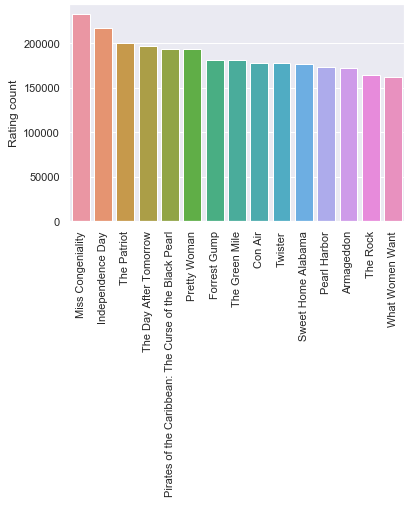 200000
150000
100000
50000
0
Rating count
Miss Congeniality
Independence Day
The Patriot
The Day After Tomorrow
Pirates of the Caribbean: The Curse of the Black Pearl
Pretty Woman
Forrest Gump
The Green Mile
Con Air
Twister
Sweet Home Alabama
Pearl Harbor
Armageddon
The Rock
What Women Want